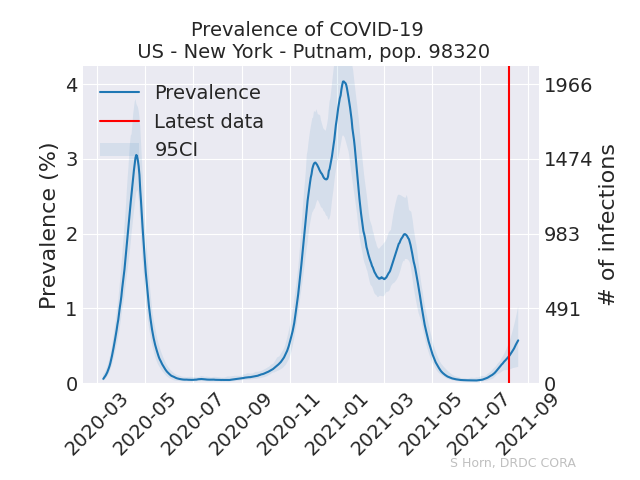 Prevalence of COVID-19
US - New York - Putnam, pop. 98320
Prevalence
Latest data
95CI
Prevalence (%)
4
3
2
1
0
1966
1474
983
491
0
# of infections
2020-03
2020-05
2020-07
2020-09
2020-11
2021-01
2021-03
2021-05
2021-07
2021-09
S Horn, DRDC CORA